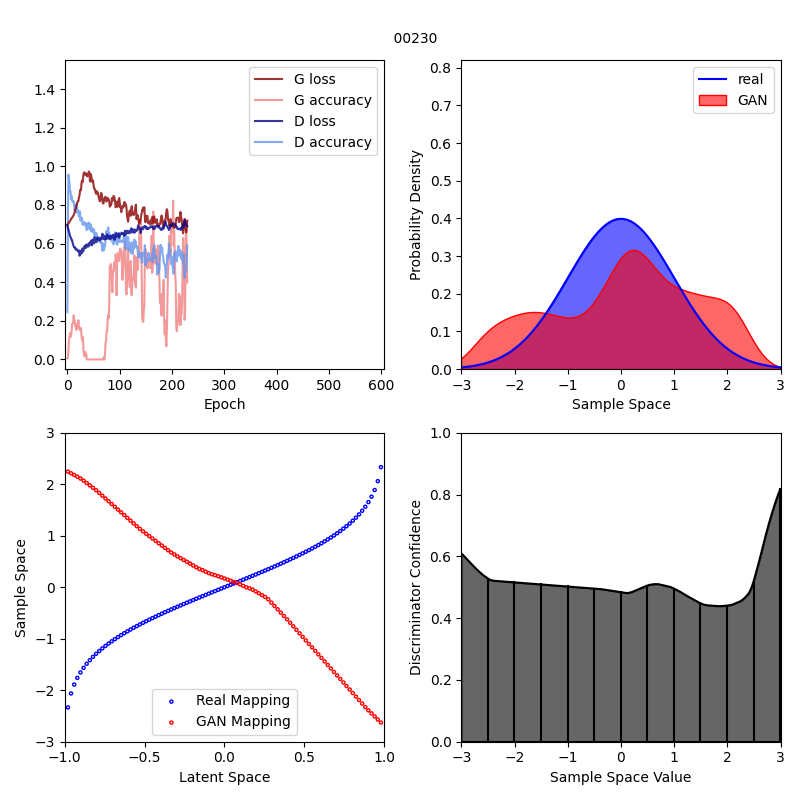 00230
G loss
G accuracy
D loss
D accuracy
0.0
0.2
0.4
0.6
0.8
1.0
1.2
1.4
0 100 200 300 400 500 600
Epoch
real
GAN
Probability Density
0.0
0.1
0.2
0.3
0.4
0.5
0.6
0.7
0.8
−3 −2 −1 0 1 2 3
Sample Space
Sample Space
3
2
1
0
−1
−2
−3
Real Mapping
GAN Mapping
−1.0 −0.5 0.0 0.5 1.0
Latent Space
Discriminator Confidence
1.0
0.8
0.6
0.4
0.2
0.0
−3 −2 −1 0 1 2 3
Sample Space Value